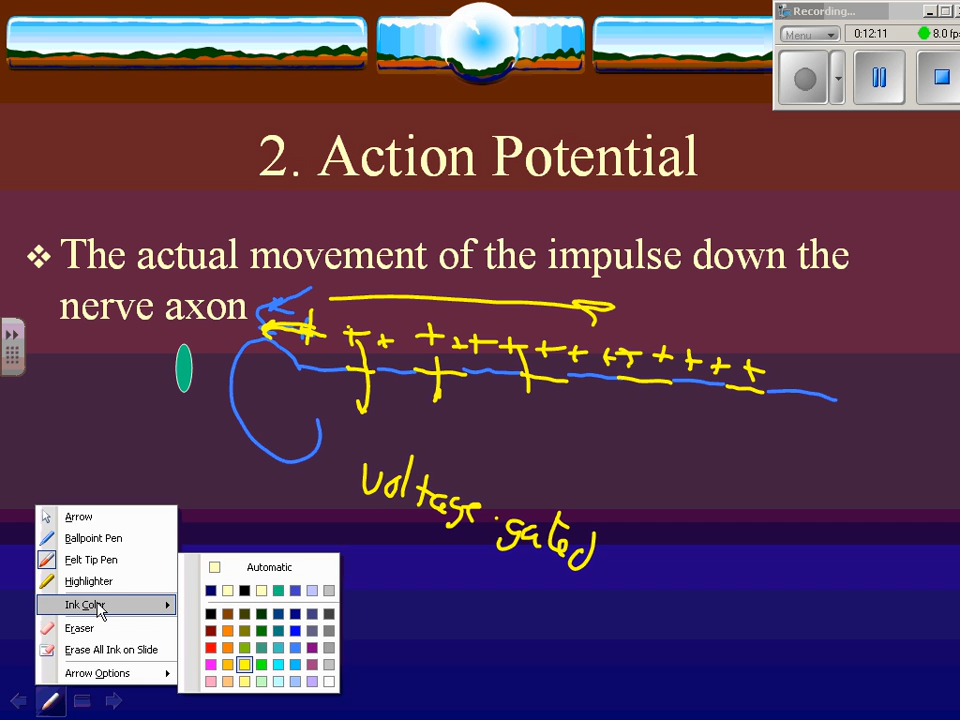 Recording...
Menu
0:12:11
8.0 fps
2. Action Potential
❖ The actual movement of the impulse down the
nerve axon
voltage-gated
Arrow
Ballpoint Pen
Felt Tip Pen
Highlighter
Ink Color
Eraser
Erase All Ink on Slide
Arrow Options
Automatic